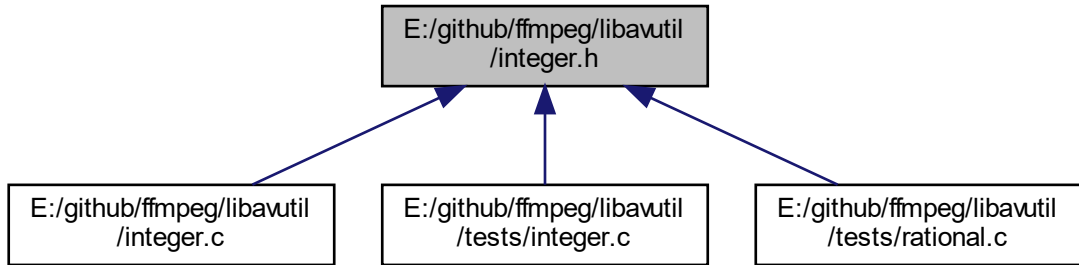 E:/github/ffmpeg/libavutil
/integer.h
E:/github/ffmpeg/libavutil
/integer.c
E:/github/ffmpeg/libavutil
/tests/integer.c
E:/github/ffmpeg/libavutil
/tests/rational.c